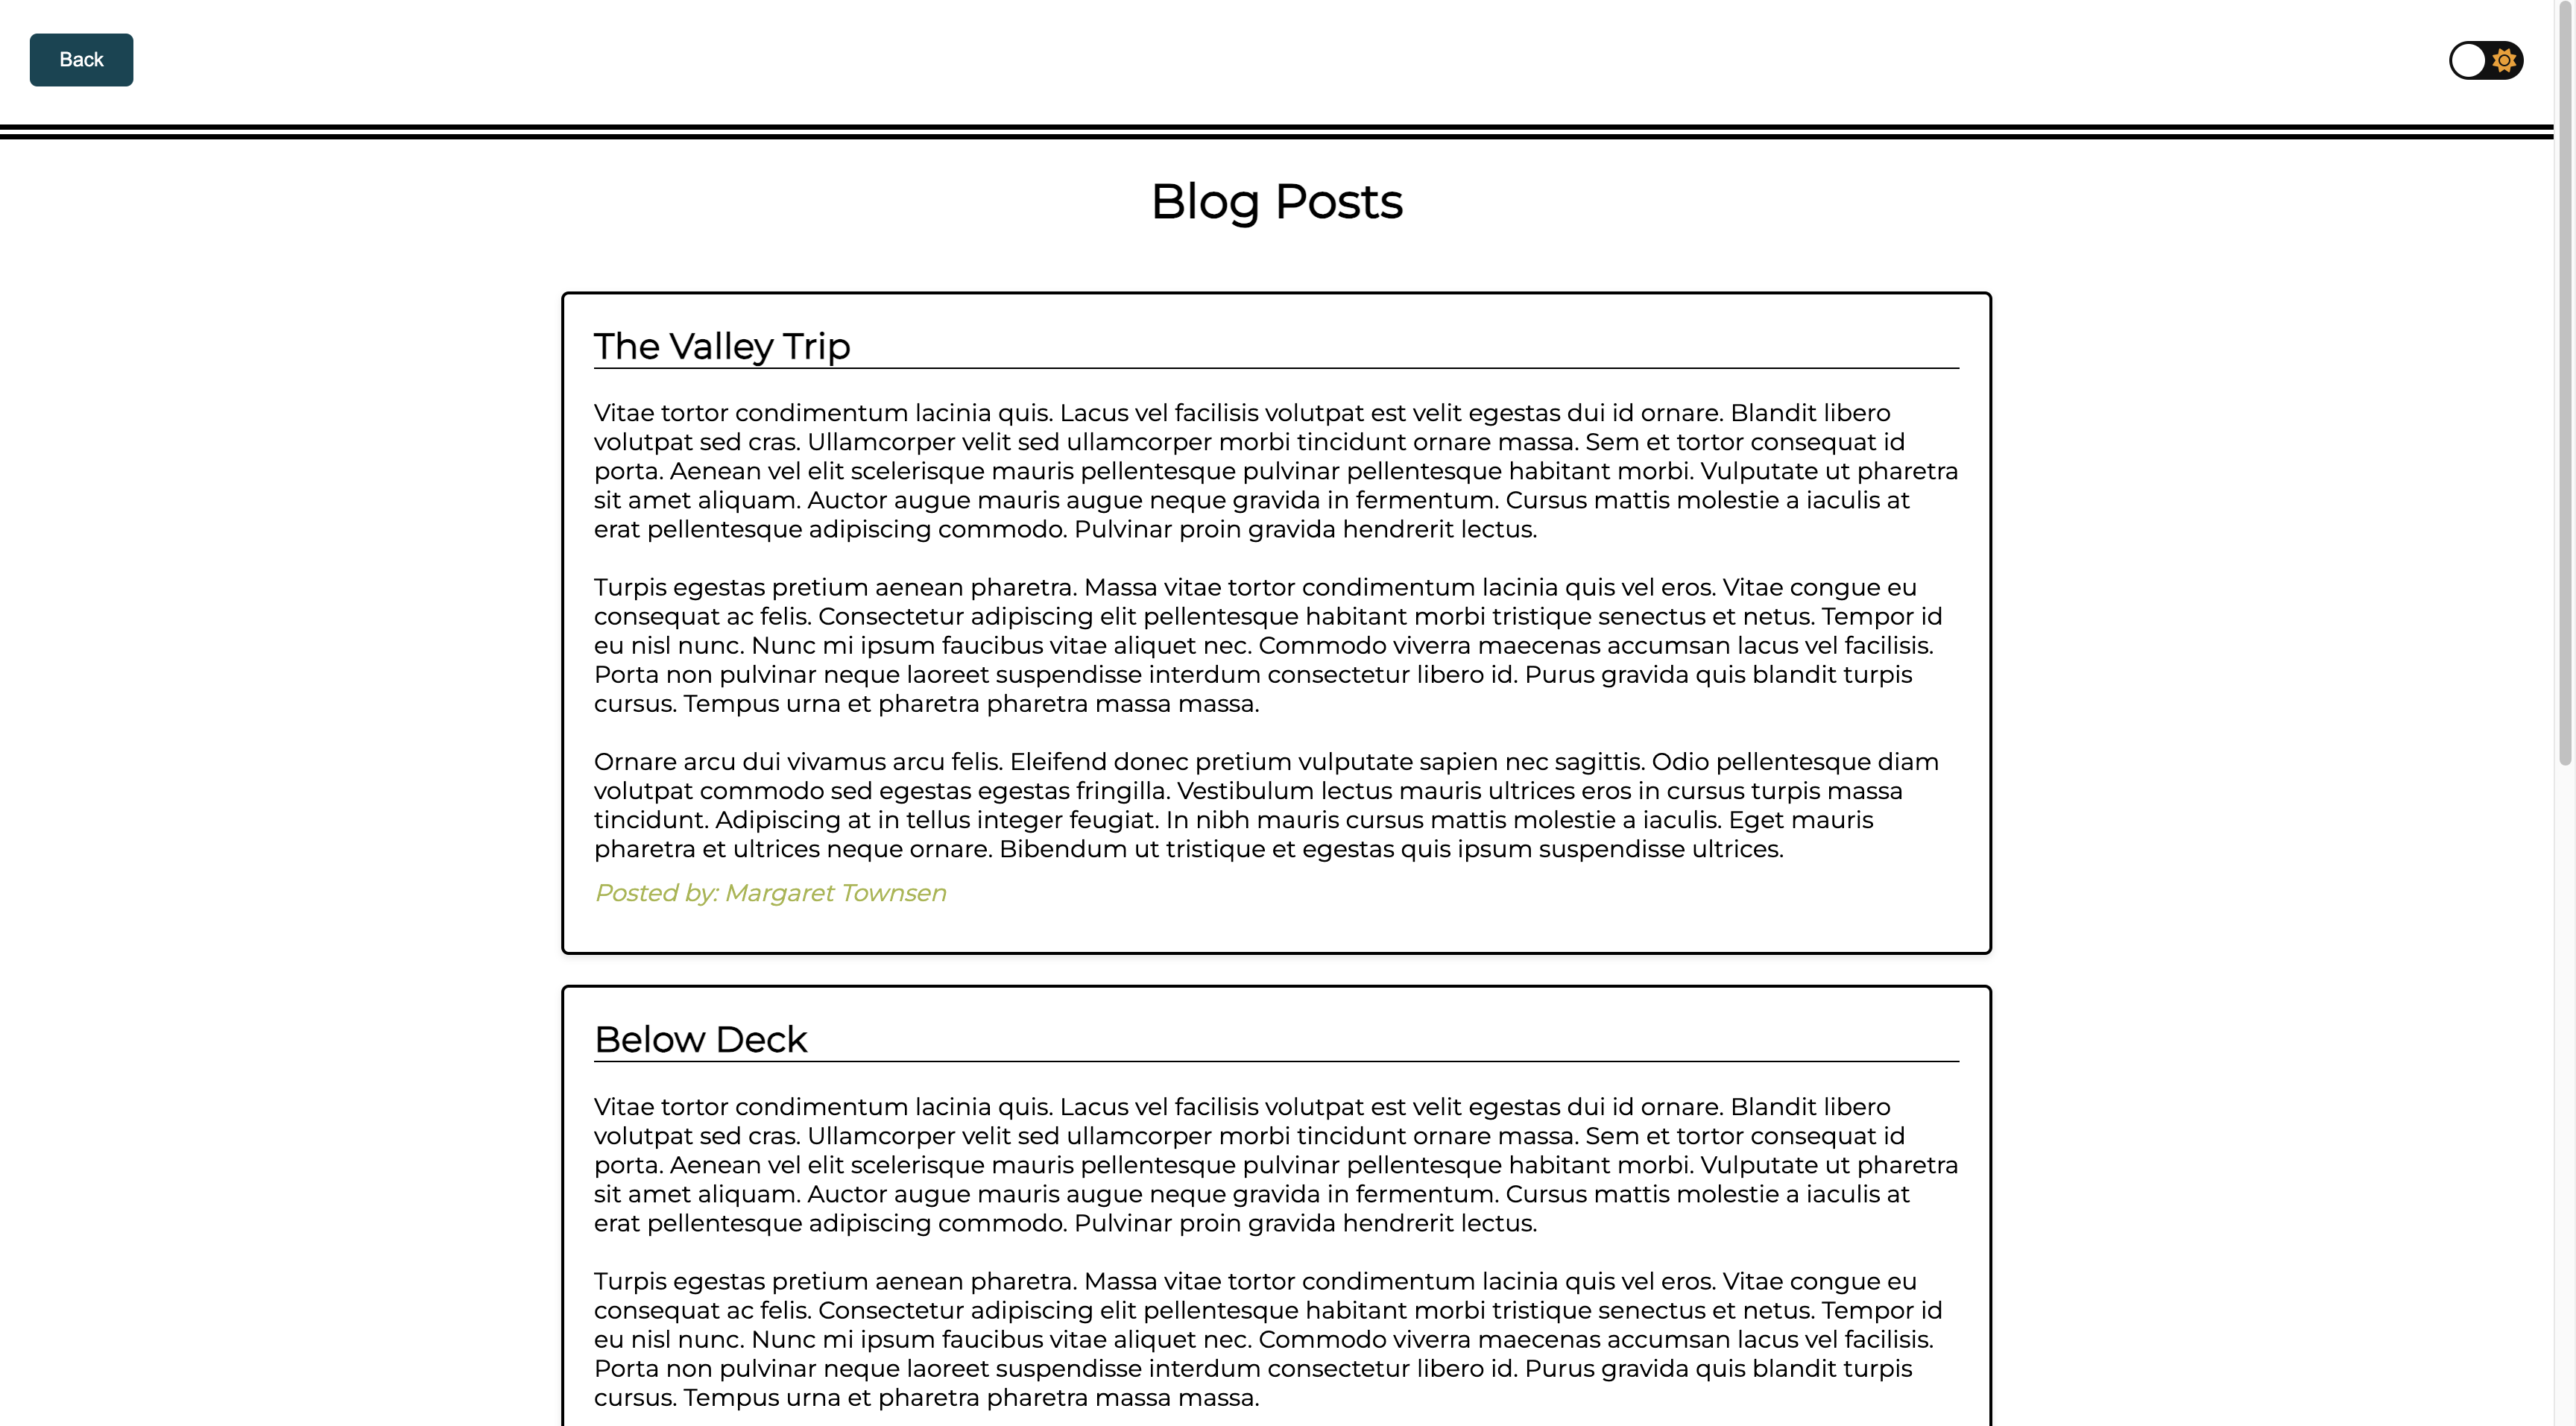 Back
Blog Posts
The Valley Trip
Vitae tortor condimentum lacinia quis. Lacus vel facilisis volutpat est velit egestas dui id ornare. Blandit libero
volutpat sed cras. Ullamcorper velit sed ullamcorper morbi tincidunt ornare massa. Sem et tortor consequat id
porta. Aenean vel elit scelerisque mauris pellentesque pulvinar pellentesque habitant morbi. Vulputate ut pharetra
sit amet aliquam. Auctor augue mauris augue neque gravida in fermentum. Cursus mattis molestie a iaculis at
erat pellentesque adipiscing commodo. Pulvinar proin gravida hendrerit lectus.
Turpis egestas pretium aenean pharetra. Massa vitae tortor condimentum lacinia quis vel eros. Vitae congue eu
consequat ac felis. Consectetur adipiscing elit pellentesque habitant morbi tristique senectus et netus. Tempor id
eu nisl nunc. Nunc mi ipsum faucibus vitae aliquet nec. Commodo viverra maecenas accumsan lacus vel facilisis.
Porta non pulvinar neque laoreet suspendisse interdum consectetur libero id. Purus gravida quis blandit turpis
cursus. Tempus urna et pharetra pharetra massa massa.
Ornare arcu dui vivamus arcu felis. Eleifend donec pretium vulputate sapien nec sagittis. Odio pellentesque diam
volutpat commodo sed egestas egestas fringilla. Vestibulum lectus mauris ultrices eros in cursus turpis massa
tincidunt. Adipiscing at in tellus integer feugiat. In nibh mauris cursus mattis molestie a iaculis. Eget mauris
pharetra et ultrices neque ornare. Bibendum ut tristique et egestas quis ipsum suspendisse ultrices.
Posted by: Margaret Townsen
Below Deck
Vitae tortor condimentum lacinia quis. Lacus vel facilisis volutpat est velit egestas dui id ornare. Blandit libero
volutpat sed cras. Ullamcorper velit sed ullamcorper morbi tincidunt ornare massa. Sem et tortor consequat id
porta. Aenean vel elit scelerisque mauris pellentesque pulvinar pellentesque habitant morbi. Vulputate ut pharetra
sit amet aliquam. Auctor augue mauris augue neque gravida in fermentum. Cursus mattis molestie a iaculis at
erat pellentesque adipiscing commodo. Pulvinar proin gravida hendrerit lectus.
Turpis egestas pretium aenean pharetra. Massa vitae tortor condimentum lacinia quis vel eros. Vitae congue eu
consequat ac felis. Consectetur adipiscing elit pellentesque habitant morbi tristique senectus et netus. Tempor id
eu nisl nunc. Nunc mi ipsum faucibus vitae aliquet nec. Commodo viverra maecenas accumsan lacus vel facilisis.
Porta non pulvinar neque laoreet suspendisse interdum consectetur libero id. Purus gravida quis blandit turpis
cursus. Tempus urna et pharetra pharetra massa massa.